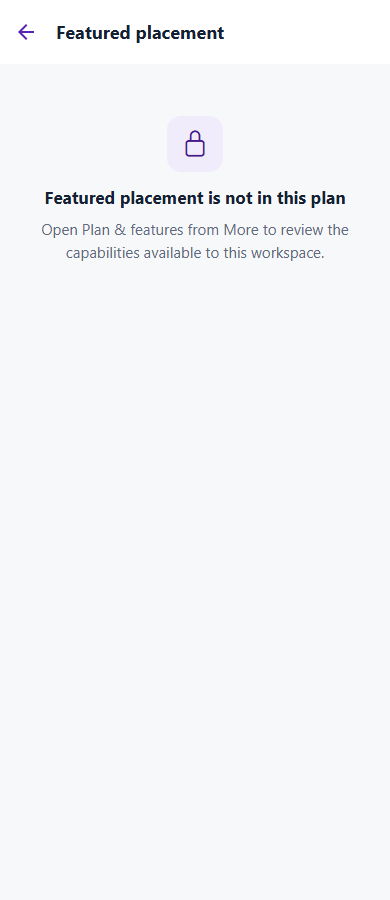 Featured placement
Featured placement is not in this plan
Open Plan & features from More to review the
capabilities available to this workspace.